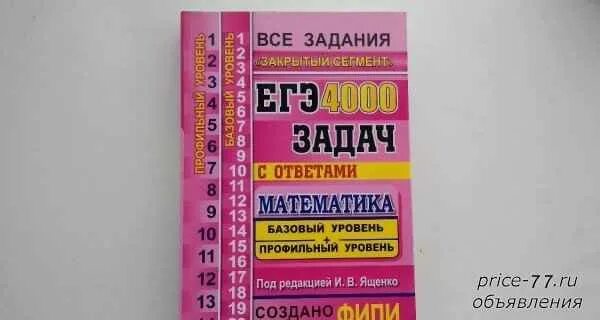 ПРОФИЛЬНЫЙ УРОВЕНЬ
1
2
3
4
5
6
7
8
9
10
11
12
13
БАЗОВЫЙ УРОВЕНЬ
1
2
3
4
5
6
7
8
9
10
11
12
13
14
15
16
17
18
19
ВСЕ ЗАДАНИЯ
«ЗАКРЫТЫЙ СЕГМЕНТ»
ЕГЭ 4000
ЗАДАЧ
С ОТВЕТАМИ
МАТЕМАТИКА
БАЗОВЫЙ УРОВЕНЬ
+
ПРОФИЛЬНЫЙ УРОВЕНЬ
Под редакцией И. В. Ященко
СОЗДАНО ФИПИ
price-77.ru
объявления